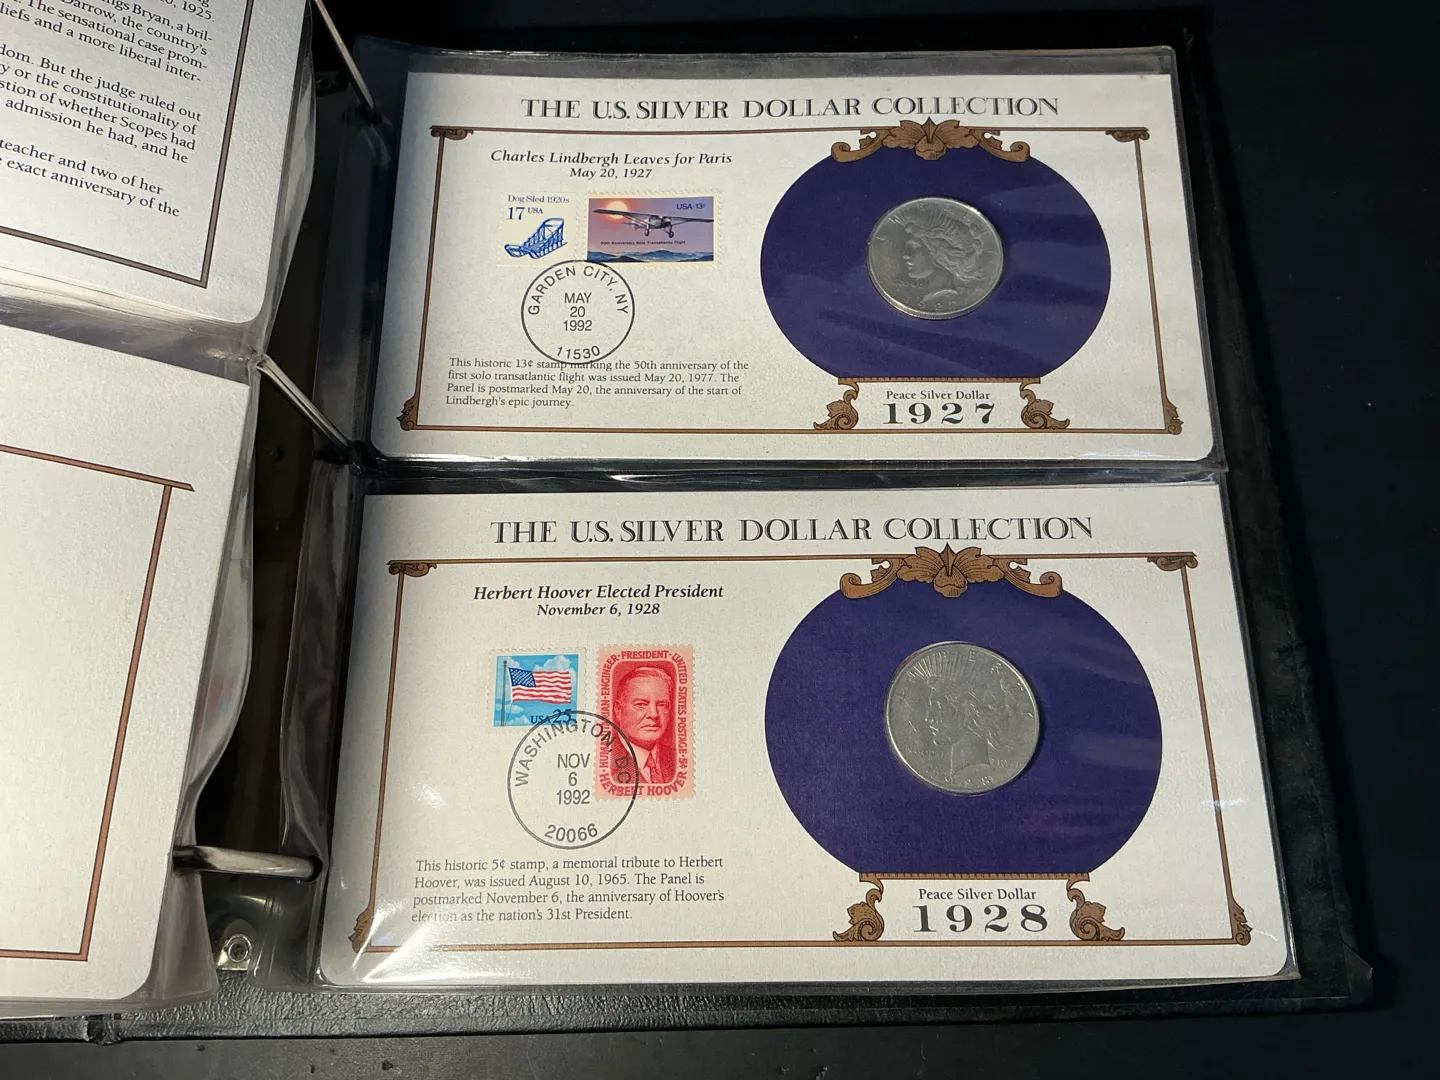 ngs Bryan, a bril-
Darrow, the country's
The sensational case prom-
liefs and a more liberal inter-
dom. But the judge ruled out
y or the constitutionality of
stion of whether Scopes had
admission he had, and he
teacher and two of her
exact anniversary of the
1925.
THE U.S. SILVER DOLLAR COLLECTION
Charles Lindbergh Leaves for Paris
May 20, 1927
Dog Sled 1920s
17 USA
USA 13c
50th Anniversary Solo Transatlantic Flight
GARDEN CITY, NY
MAY
20
1992
11530
This historic 13¢ stamp marking the 50th anniversary of the
first solo transatlantic flight was issued May 20, 1977. The
Panel is postmarked May 20, the anniversary of the start of
Lindbergh's epic journey.
Peace Silver Dollar
1927
THE U.S. SILVER DOLLAR COLLECTION
Herbert Hoover Elected President
November 6, 1928
USA 25
ENGINEER·PRESIDENT·UNITED STATES POSTAGE·5¢
HERBERT HOOVER
WASHINGTON DC
NOV
6
1992
20066
This historic 5¢ stamp, a memorial tribute to Herbert
Hoover, was issued August 10, 1965. The Panel is
postmarked November 6, the anniversary of Hoover's
election as the nation's 31st President.
Peace Silver Dollar
1928